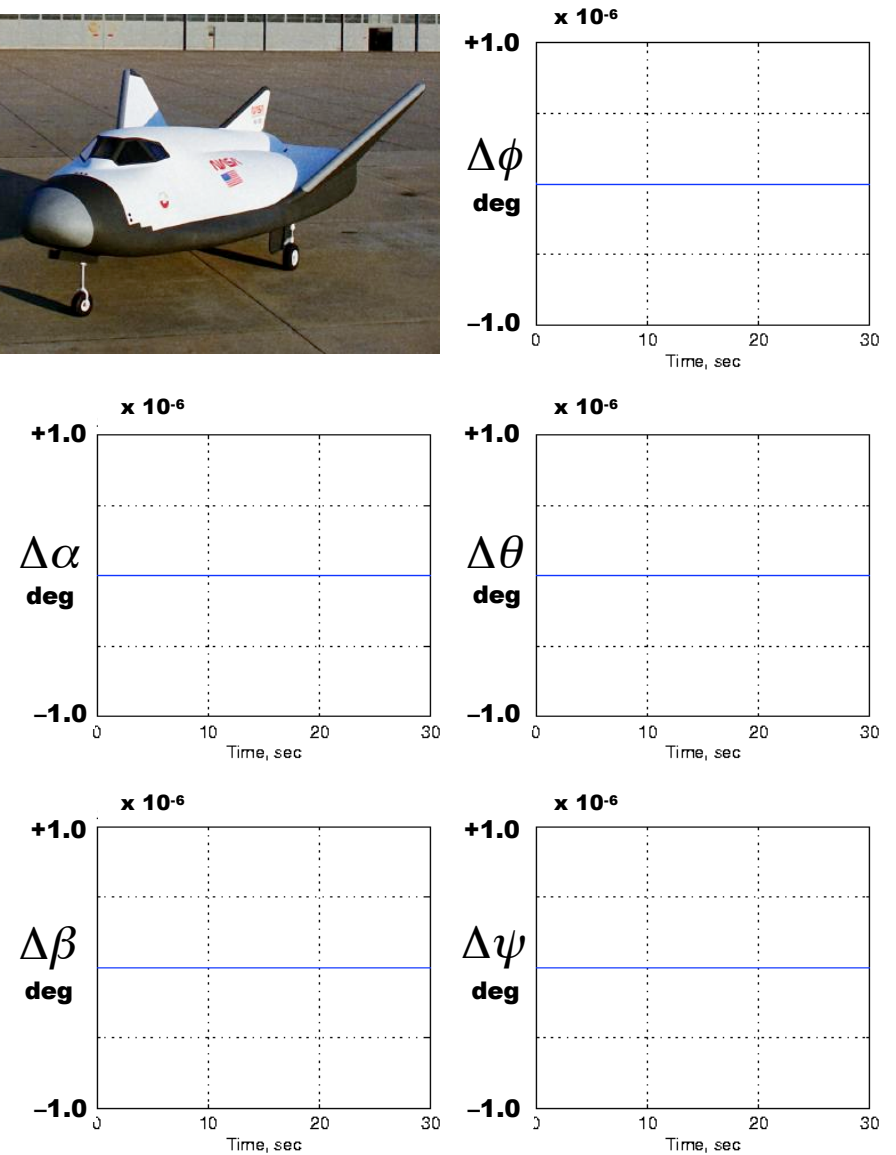 x 10-6
+1.0
NASA
NASA
Δϕ
deg
–1.0
0 10 20 30
Time, sec
x 10-6
+1.0
Δα
deg
–1.0
0 10 20 30
Time, sec
x 10-6
+1.0
Δθ
deg
–1.0
0 10 20 30
Time, sec
x 10-6
+1.0
Δβ
deg
–1.0
0 10 20 30
Time, sec
x 10-6
+1.0
Δψ
deg
–1.0
0 10 20 30
Time, sec